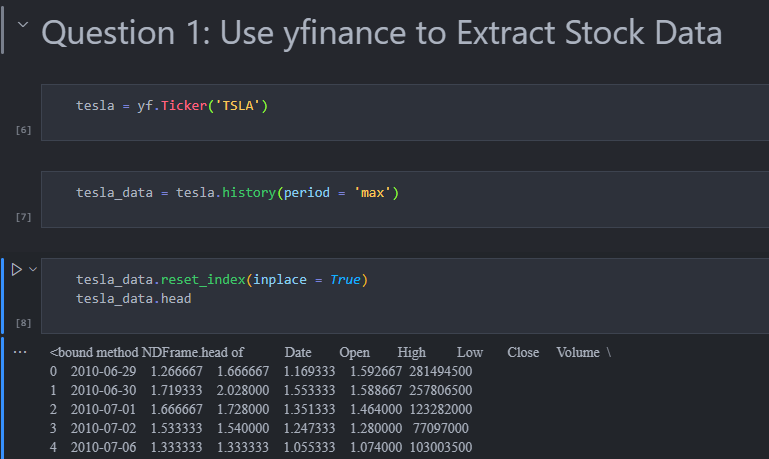 Question 1: Use yfinance to Extract Stock Data
tesla = yf.Ticker('TSLA')
[6]
tesla_data = tesla.history(period = 'max')
[7]
tesla_data.reset_index(inplace = True)
tesla_data.head
[8]
... <bound method NDFrame.head of Date Open High Low Close Volume \
0 2010-06-29 1.266667 1.666667 1.169333 1.592667 281494500
1 2010-06-30 1.719333 2.028000 1.553333 1.588667 257806500
2 2010-07-01 1.666667 1.728000 1.351333 1.464000 123282000
3 2010-07-02 1.533333 1.540000 1.247333 1.280000 77097000
4 2010-07-06 1.333333 1.333333 1.055333 1.074000 103003500